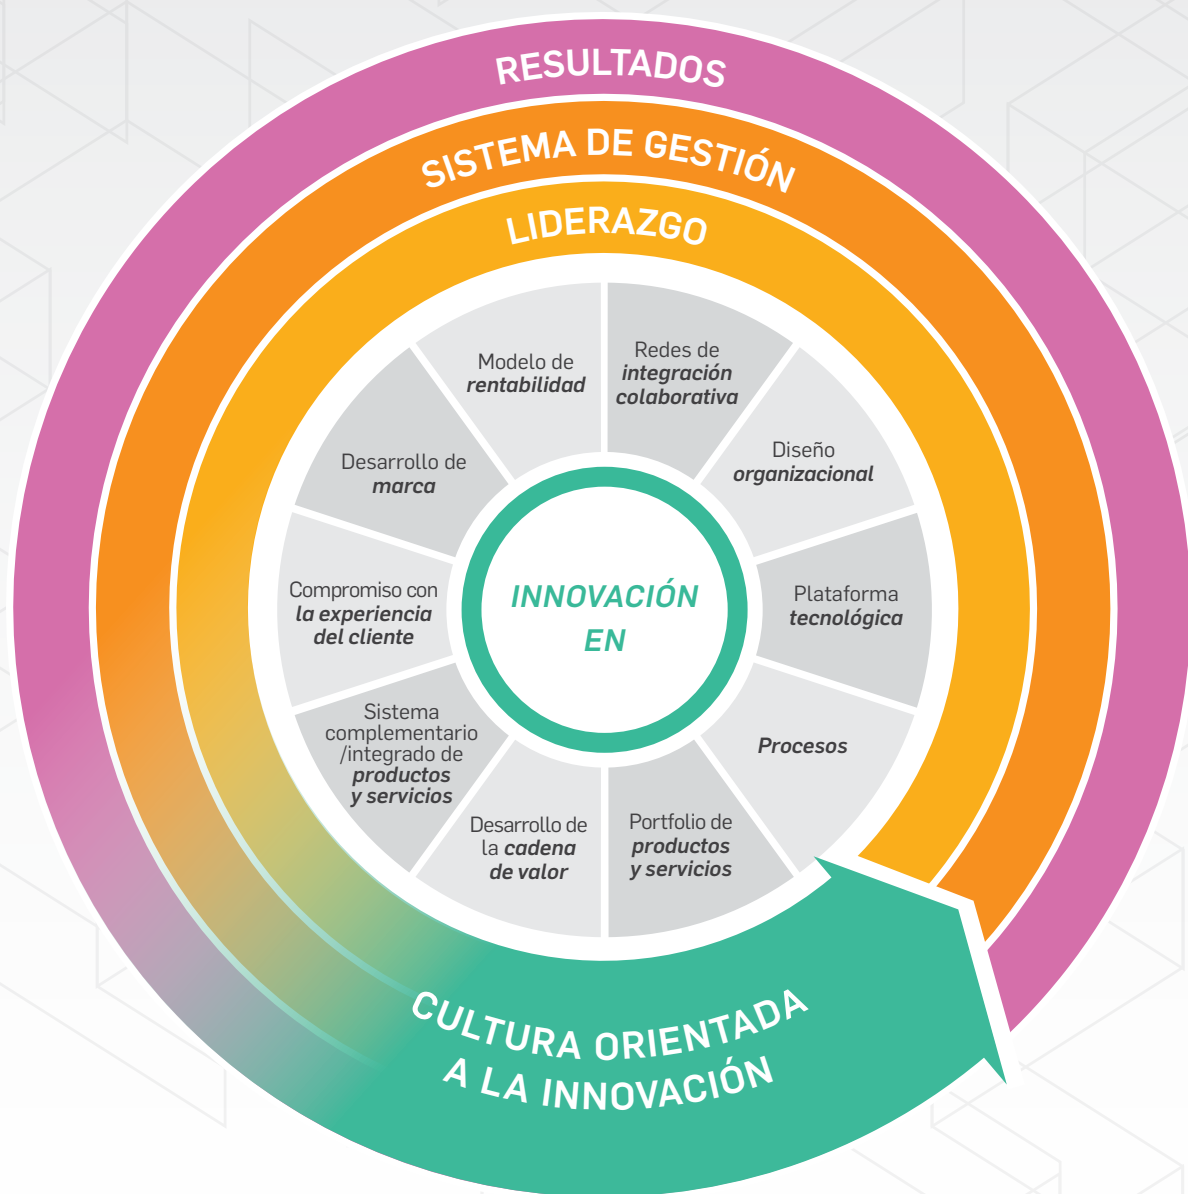 RESULTADOS
SISTEMA DE GESTIÓN
LIDERAZGO
Modelo de
rentabilidad
Redes de
integración
colaborativa
Diseño
organizacional
Plataforma
tecnológica
Procesos
Portfolio de
productos
y servicios
Desarrollo de
la cadena
de valor
Sistema
complementario
/integrado de
productos
y servicios
Compromiso con
la experiencia
del cliente
Desarrollo de
marca
INNOVACIÓN
EN
CULTURA ORIENTADA
A LA INNOVACIÓN